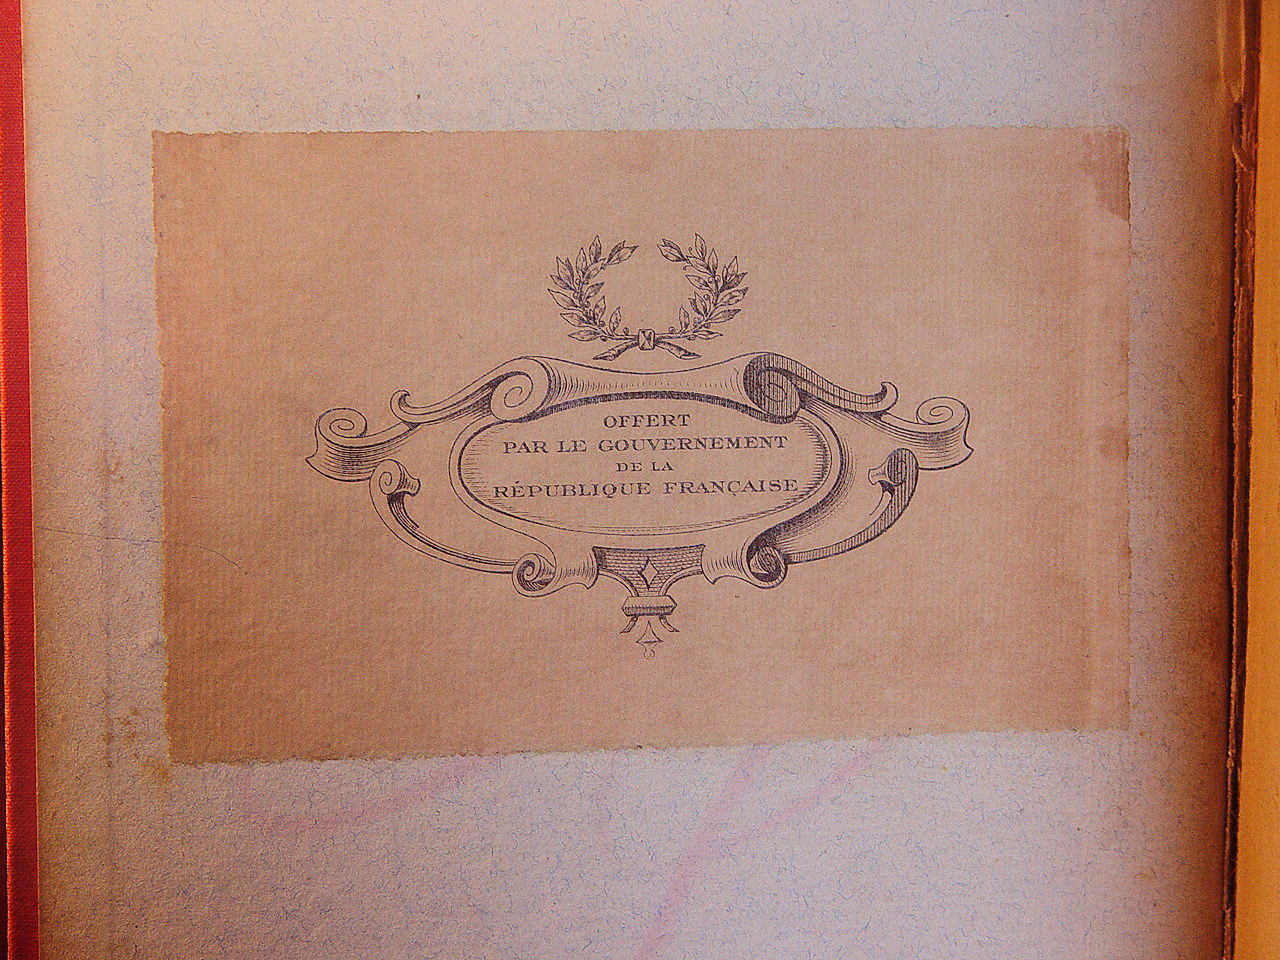 OFFERT
PAR LE GOUVERNEMENT
DE LA
RÉPUBLIQUE FRANÇAISE